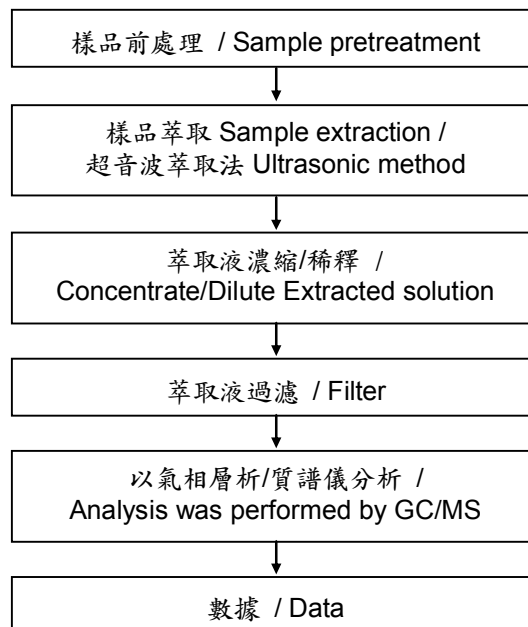 樣品前處理 / Sample pretreatment
樣品萃取 Sample extraction /
超音波萃取法 Ultrasonic method
萃取液濃縮/稀釋 /
Concentrate/Dilute Extracted solution
萃取液過濾 / Filter
以氣相層析/質譜儀分析 /
Analysis was performed by GC/MS
數據 / Data